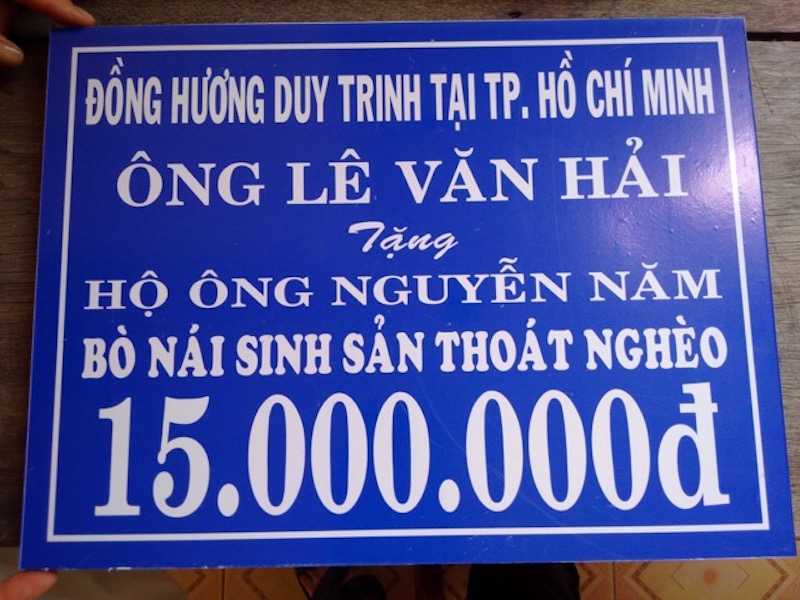 ĐỒNG HƯƠNG DUY TRINH TẠI TP. HỒ CHÍ MINH
ÔNG LÊ VĂN HẢI
Tặng
HỘ ÔNG NGUYỄN NĂM
BÒ NÁI SINH SẢN THOÁT NGHÈO
15.000.000đ